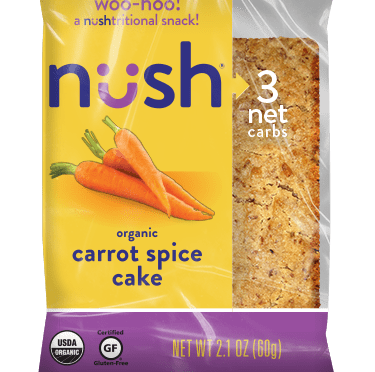 woo-hoo!
a nushtritional snack!
nüsh
3
net
carbs
organic
carrot spice
cake
USDA
ORGANIC
Certified
GF
Gluten-Free
NET WT 2.1 OZ (60g)